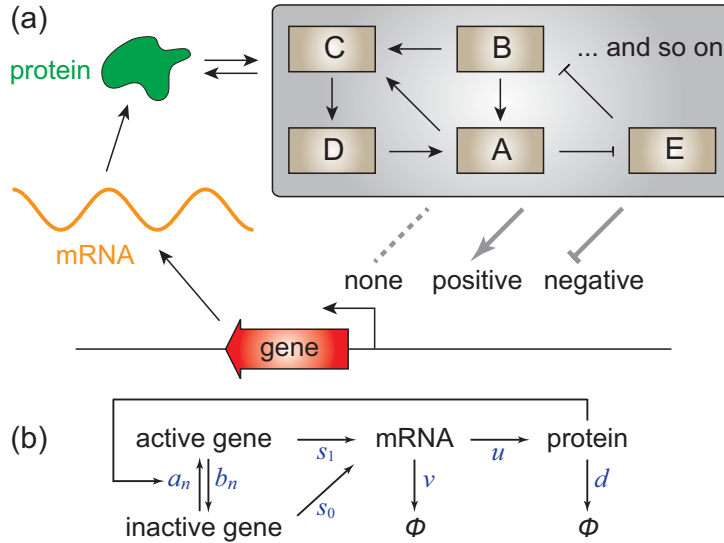 (a)
protein
C
B
... and so on
D
A
E
mRNA
none
positive
negative
gene
(b)
active gene
s₁
mRNA
u
protein
aₙ
bₙ
s₀
v
d
inactive gene
Φ
Φ